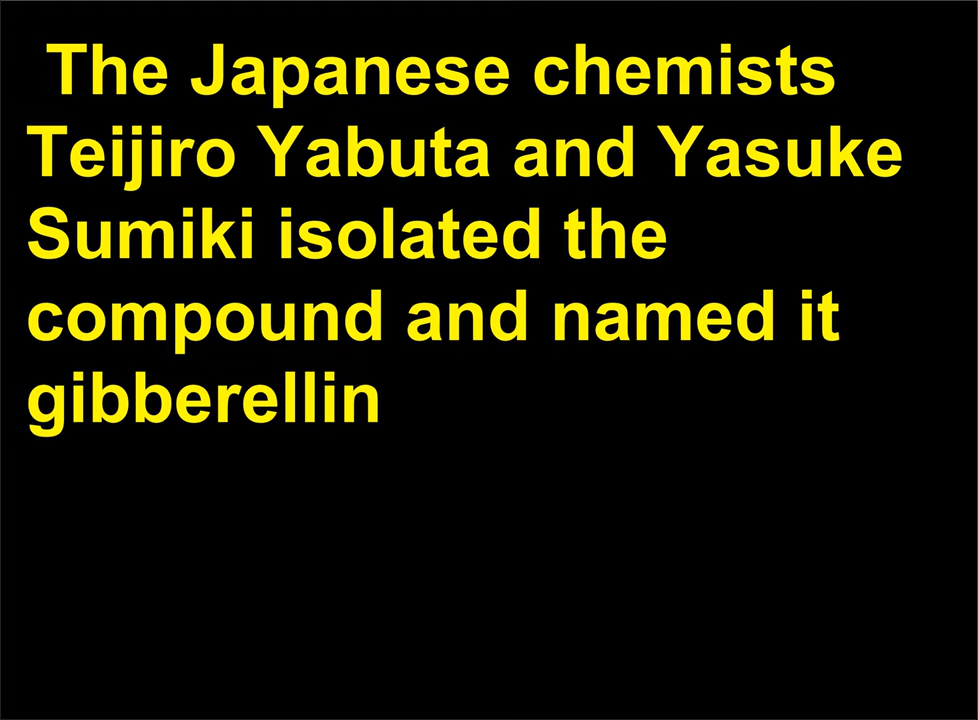 The Japanese chemists
Teijiro Yabuta and Yasuke
Sumiki isolated the
compound and named it
gibberellin